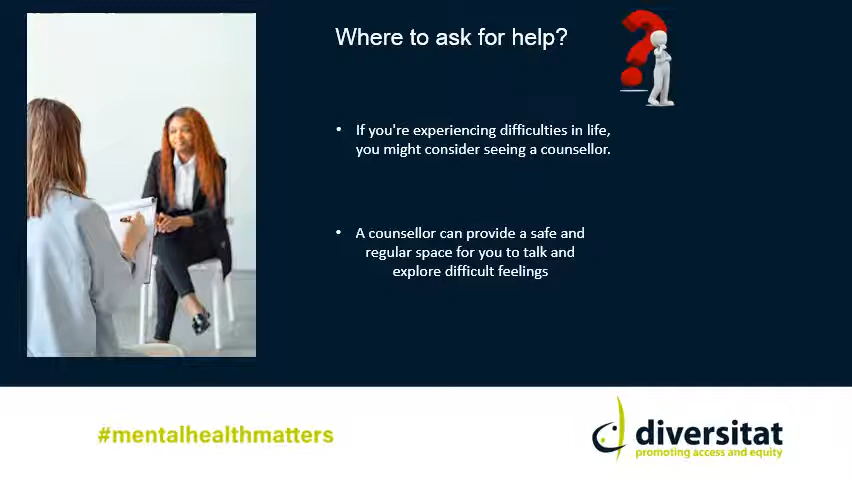 Where to ask for help?
• If you're experiencing difficulties in life,
you might consider seeing a counsellor.
• A counsellor can provide a safe and
regular space for you to talk and
explore difficult feelings
#mentalhealthmatters
diversitat
promoting access and equity